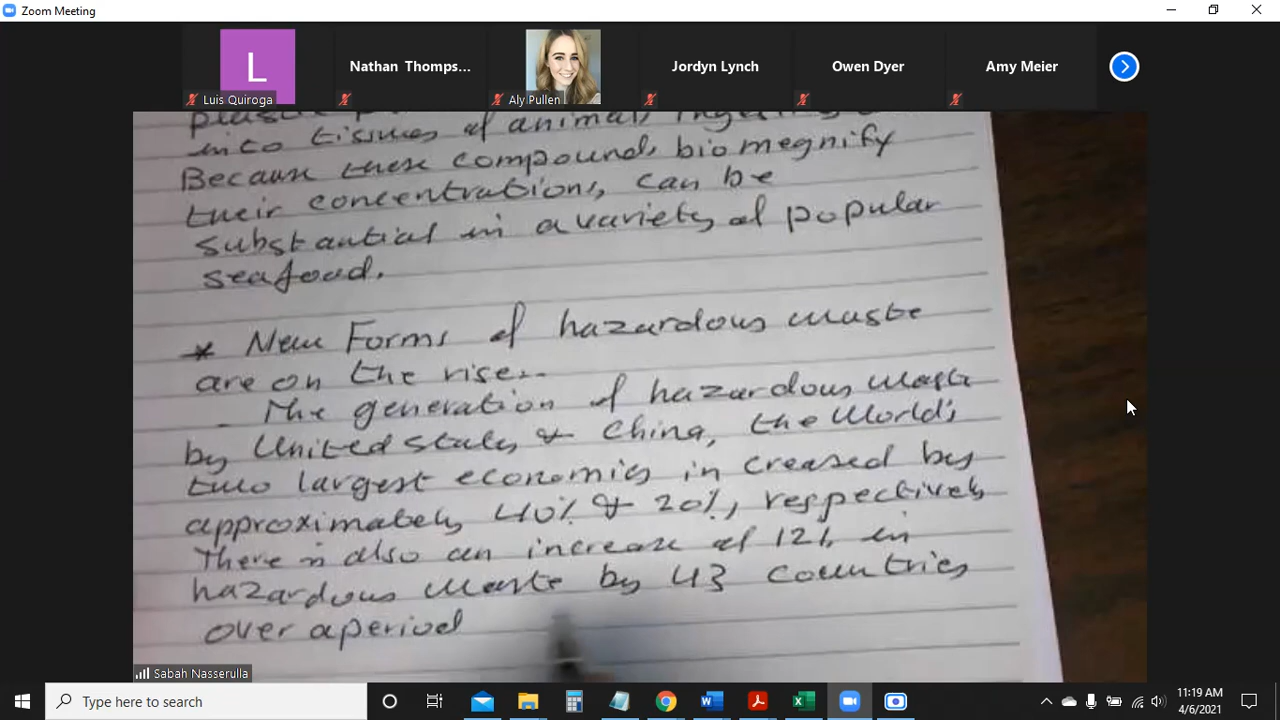 Zoom Meeting
L
Luis Quiroga
Nathan Thomps...
Aly Pullen
Jordyn Lynch
Owen Dyer
Amy Meier
plastic
into tissues of animals
Because these compounds biomegnify
their concentrations, can be
substantial in a variety of popular
seafood.
* New Forms of hazardous waste
are on the rise..
The generation of hazardous waste
by United States & China, the World's
two largest economies in creased by
approximately 40% & 20%, respectively
There is also an increase of 12% in
hazardous waste by 43 countries
over a period
Sabah Nasserulla
Type here to search
11:19 AM
4/6/2021